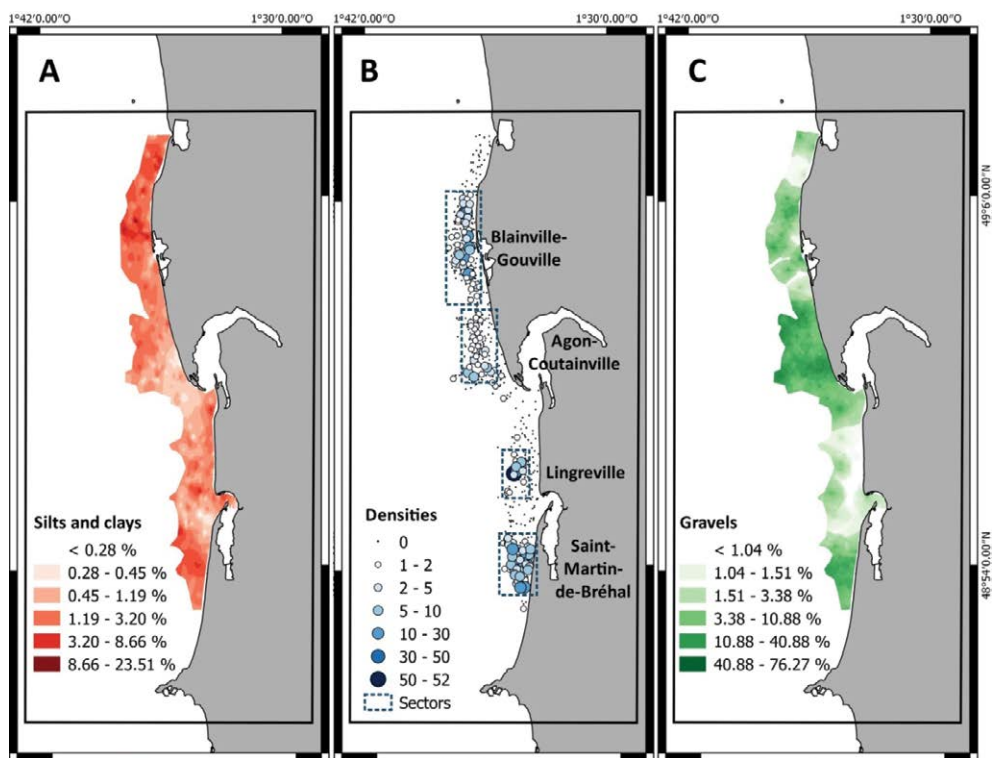 1°42'0.00"O
1°30'0.00"O
1°42'0.00"O
1°30'0.00"O
1°42'0.00"O
1°30'0.00"O
A
B
C
49°6'0.00"N
48°54'0.00"N
Blainville-
Gouville
Agon-
Coutainville
Lingreville
Saint-
Martin-
de-Bréhal
Silts and clays
< 0.28 %
0.28 - 0.45 %
0.45 - 1.19 %
1.19 - 3.20 %
3.20 - 8.66 %
8.66 - 23.51 %
Densities
0
1 - 2
2 - 5
5 - 10
10 - 30
30 - 50
50 - 52
Sectors
Gravels
< 1.04 %
1.04 - 1.51 %
1.51 - 3.38 %
3.38 - 10.88 %
10.88 - 40.88 %
40.88 - 76.27 %